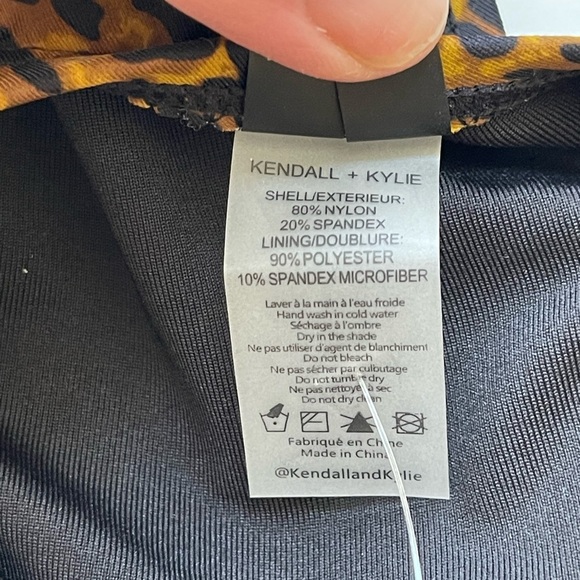 KENDALL + KYLIE
SHELL/EXTERIEUR:
80% NYLON
20% SPANDEX
LINING/DOUBLURE:
90% POLYESTER
10% SPANDEX MICROFIBER
Laver à la main à l'eau froide
Hand wash in cold water
Séchage à l'ombre
Dry in the shade
Ne pas utiliser d'agent de blanchiment
Do not bleach
Ne pas sécher par culbutage
Do not tumble dry
Ne pas nettoyé à sec
Do not dry clean
Fabriqué en Chine
Made in China
@KendallandKylie